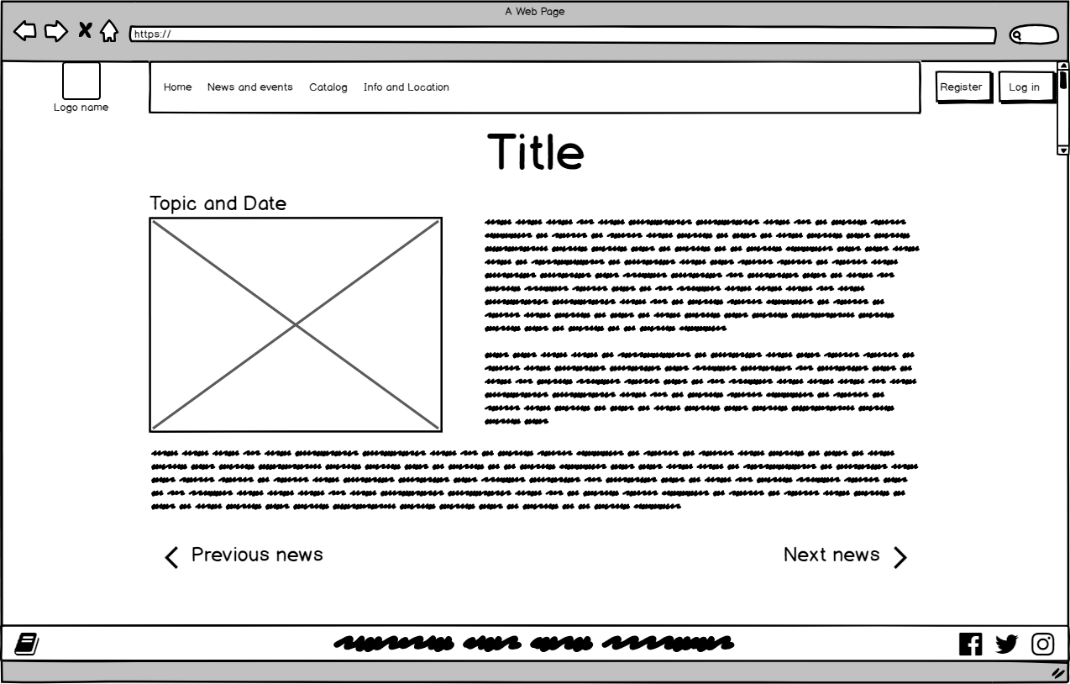 A Web Page
https://
Logo name
Home News and events Catalog Info and Location
Register Log in
Title
Topic and Date
Previous news
Next news